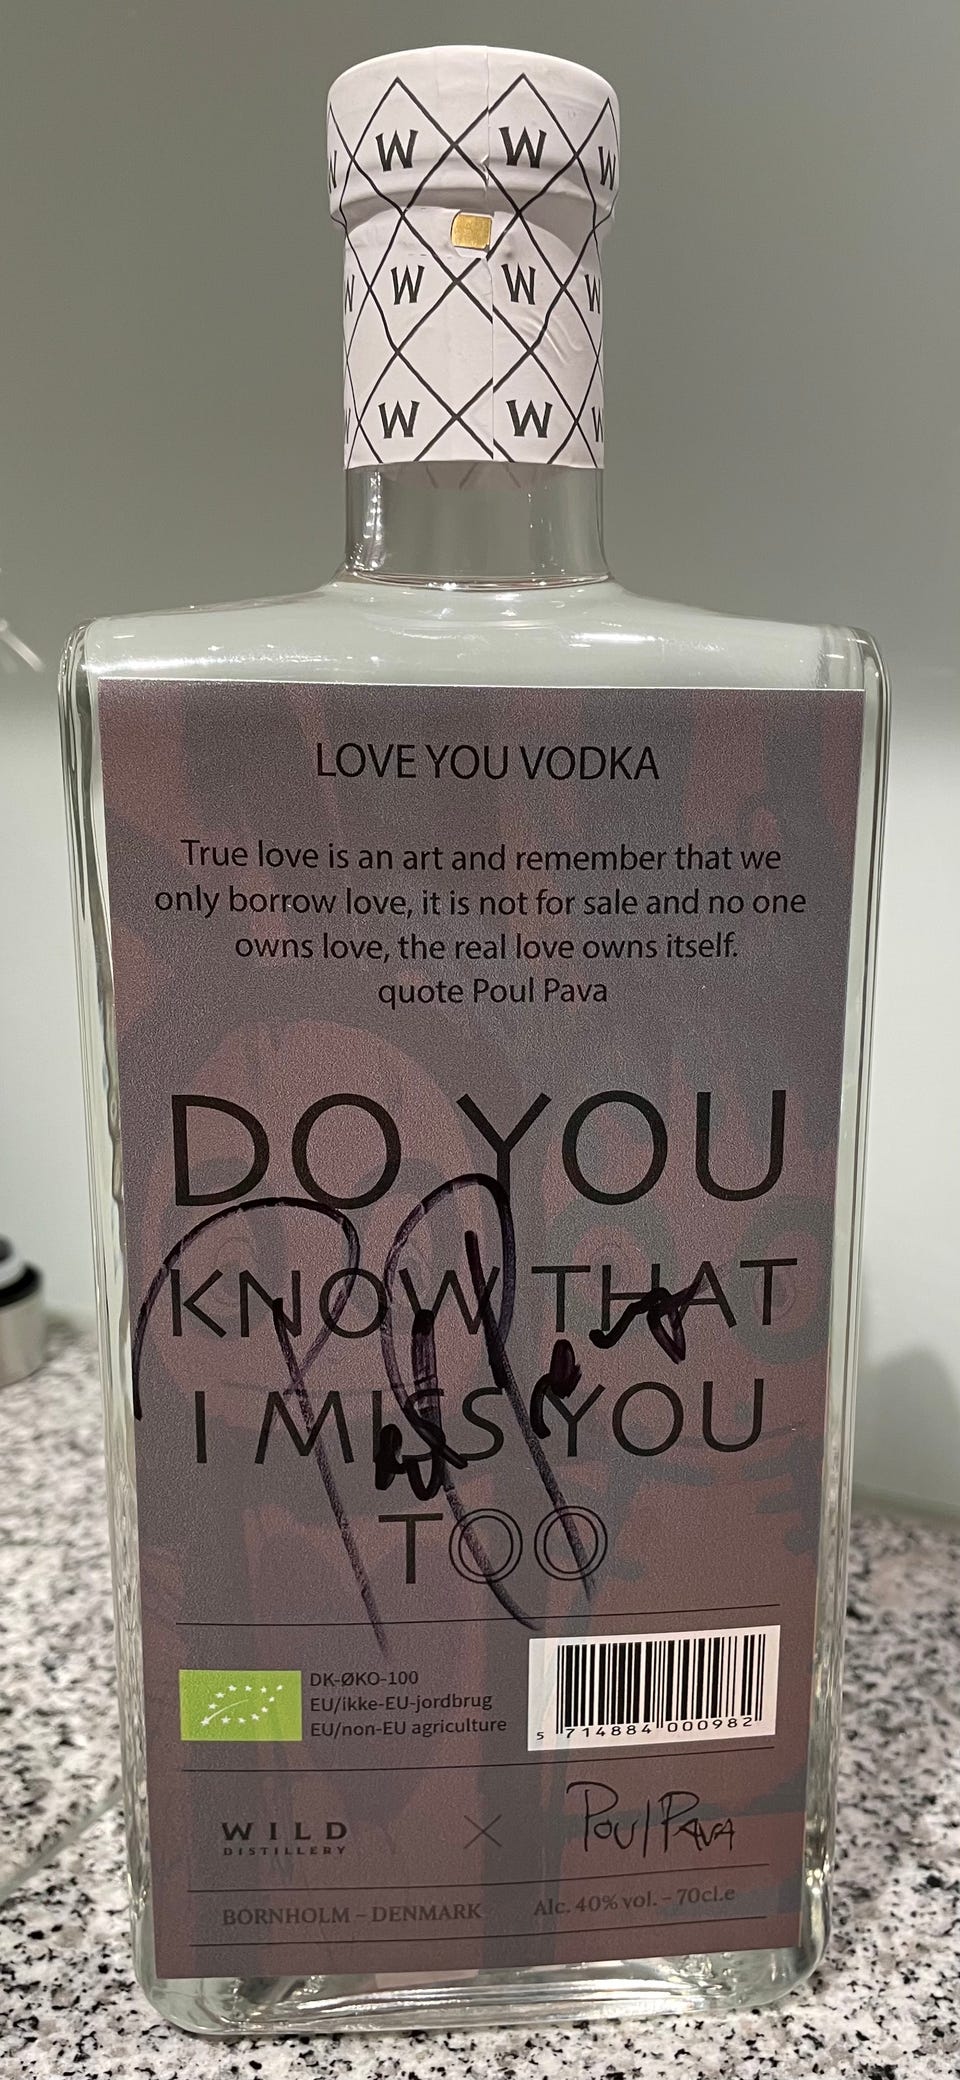 W W W W
W W W W
W W W W
LOVE YOU VODKA
True love is an art and remember that we
only borrow love, it is not for sale and no one
owns love, the real love owns itself.
quote Poul Pava
DO YOU
KNOW THAT
I MISS YOU
TOO
DK-ØKO-100
EU/ikke-EU-jordbrug
EU/non-EU agriculture
5 714884 000982
WILD
DISTILLERY
X
Poul Pava
BORNHOLM – DENMARK
Alc. 40% vol. – 70cl.e